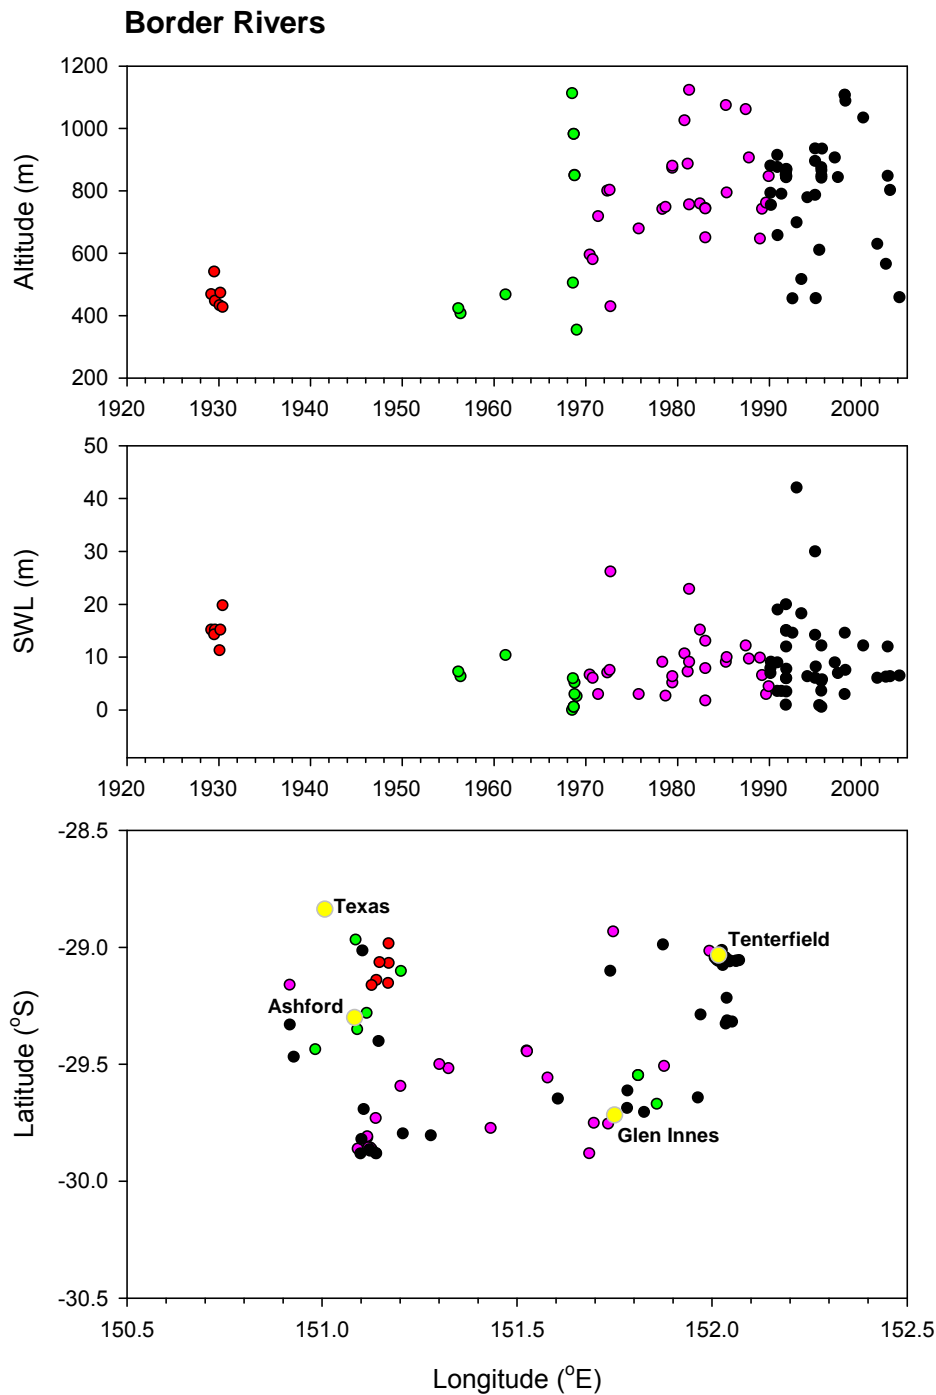 Border Rivers
Altitude (m)
1200
1000
800
600
400
200
1920 1930 1940 1950 1960 1970 1980 1990 2000
SWL (m)
50
40
30
20
10
0
1920 1930 1940 1950 1960 1970 1980 1990 2000
Latitude (°S)
-28.5
-29.0
-29.5
-30.0
-30.5
Texas
Tenterfield
Ashford
Glen Innes
150.5 151.0 151.5 152.0 152.5
Longitude (°E)